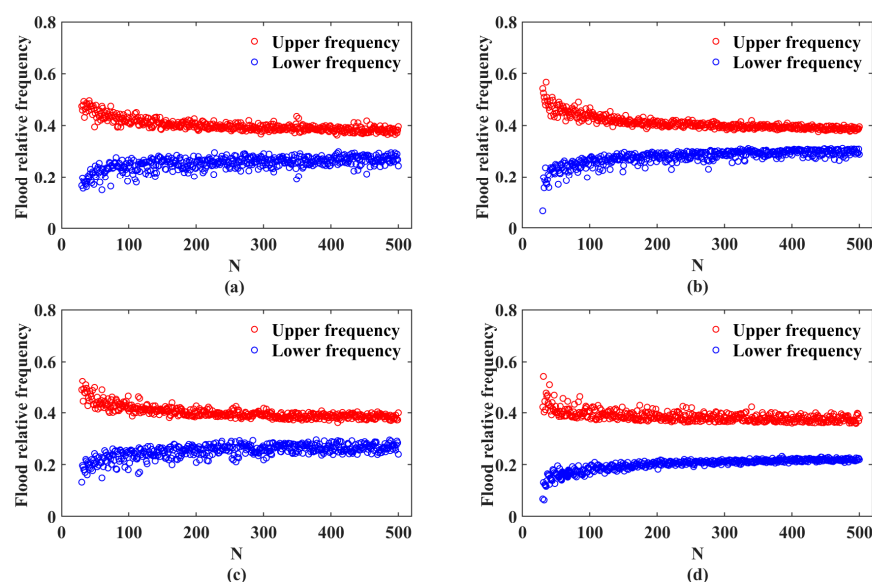 0.8
Upper frequency
Lower frequency
0.6
0.4
0.2
0
Flood relative frequency
0 100 200 300 400 500
N
(a)
0.8
Upper frequency
Lower frequency
0.6
0.4
0.2
0
Flood relative frequency
0 100 200 300 400 500
N
(b)
0.8
Upper frequency
Lower frequency
0.6
0.4
0.2
0
Flood relative frequency
0 100 200 300 400 500
N
(c)
0.8
Upper frequency
Lower frequency
0.6
0.4
0.2
0
Flood relative frequency
0 100 200 300 400 500
N
(d)